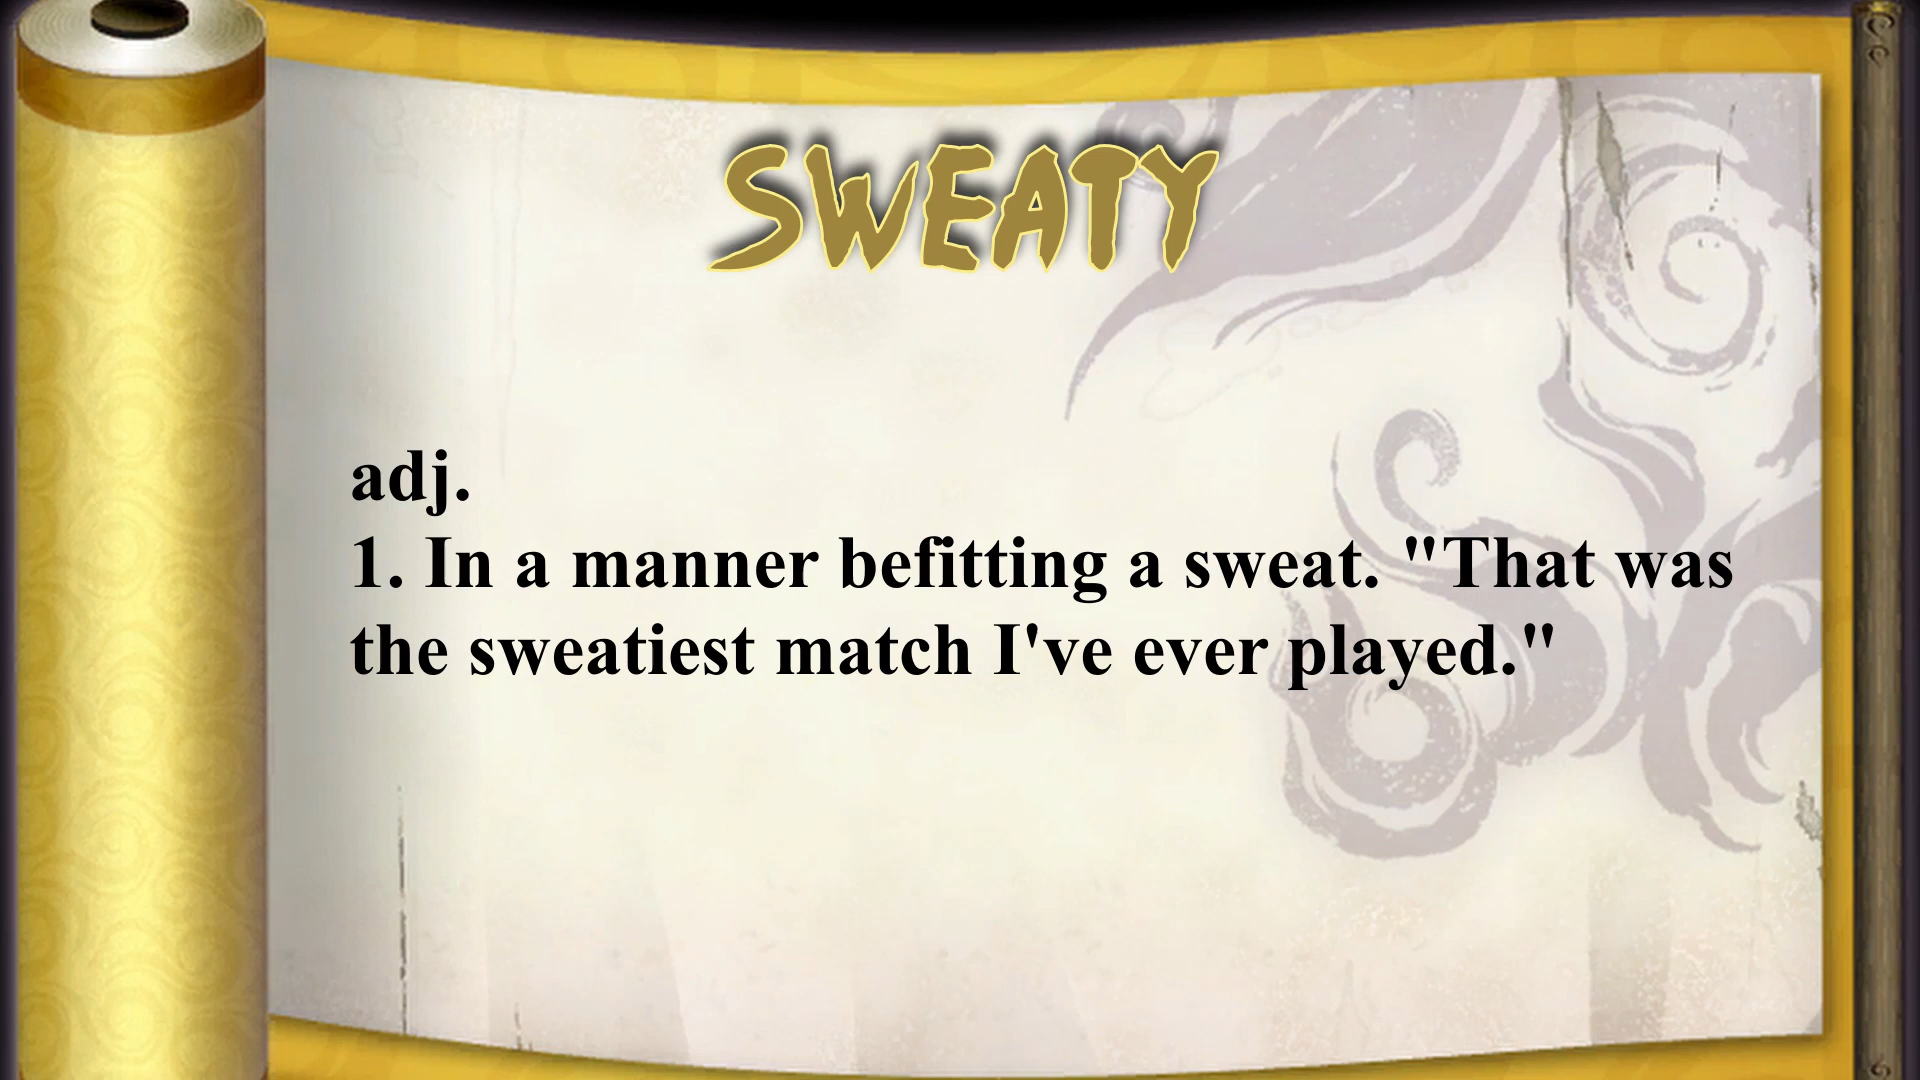 SWEATY
adj.
1. In a manner befitting a sweat. "That was
the sweatiest match I've ever played."